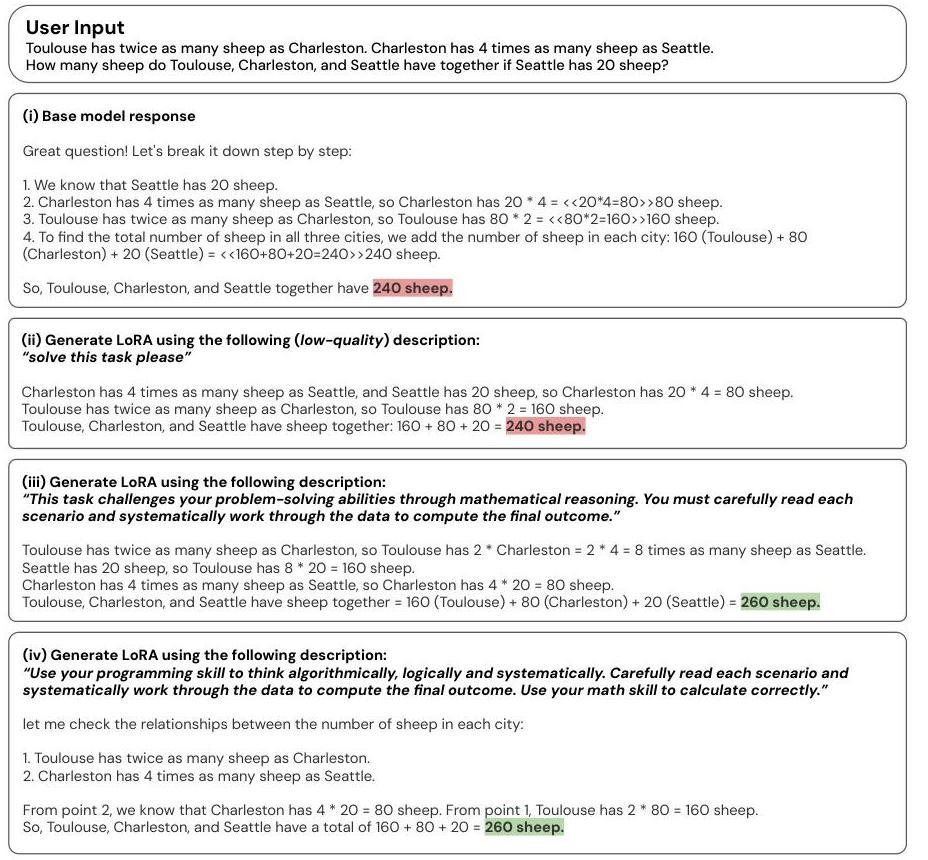 User Input
Toulouse has twice as many sheep as Charleston. Charleston has 4 times as many sheep as Seattle.
How many sheep do Toulouse, Charleston, and Seattle have together if Seattle has 20 sheep?
(i) Base model response
Great question! Let's break it down step by step:
1. We know that Seattle has 20 sheep.
2. Charleston has 4 times as many sheep as Seattle, so Charleston has 20 * 4 = <<20*4=80>>80 sheep.
3. Toulouse has twice as many sheep as Charleston, so Toulouse has 80 * 2 = <<80*2=160>>160 sheep.
4. To find the total number of sheep in all three cities, we add the number of sheep in each city: 160 (Toulouse) + 80
(Charleston) + 20 (Seattle) = <<160+80+20=240>>240 sheep.
So, Toulouse, Charleston, and Seattle together have 240 sheep.
(ii) Generate LoRA using the following (low-quality) description:
“solve this task please”
Charleston has 4 times as many sheep as Seattle, and Seattle has 20 sheep, so Charleston has 20 * 4 = 80 sheep.
Toulouse has twice as many sheep as Charleston, so Toulouse has 80 * 2 = 160 sheep.
Toulouse, Charleston, and Seattle have sheep together: 160 + 80 + 20 = 240 sheep.
(iii) Generate LoRA using the following description:
“This task challenges your problem-solving abilities through mathematical reasoning. You must carefully read each
scenario and systematically work through the data to compute the final outcome.”
Toulouse has twice as many sheep as Charleston, so Toulouse has 2 * Charleston = 2 * 4 = 8 times as many sheep as Seattle.
Seattle has 20 sheep, so Toulouse has 8 * 20 = 160 sheep.
Charleston has 4 times as many sheep as Seattle, so Charleston has 4 * 20 = 80 sheep.
Toulouse, Charleston, and Seattle have sheep together = 160 (Toulouse) + 80 (Charleston) + 20 (Seattle) = 260 sheep.
(iv) Generate LoRA using the following description:
“Use your programming skill to think algorithmically, logically and systematically. Carefully read each scenario and
systematically work through the data to compute the final outcome. Use your math skill to calculate correctly.”
let me check the relationships between the number of sheep in each city:
1. Toulouse has twice as many sheep as Charleston.
2. Charleston has 4 times as many sheep as Seattle.
From point 2, we know that Charleston has 4 * 20 = 80 sheep. From point 1, Toulouse has 2 * 80 = 160 sheep.
So, Toulouse, Charleston, and Seattle have a total of 160 + 80 + 20 = 260 sheep.